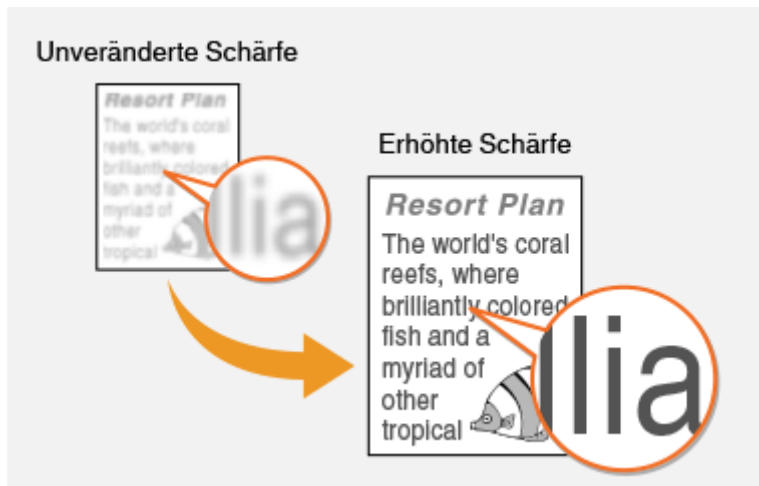 Unveränderte Schärfe
Resort Plan
The world's coral
reefs, where
brilliantly colored
fish and a
myriad of
other
tropical
llia
Erhöhte Schärfe
Resort Plan
The world's coral
reefs, where
brilliantly colored
fish and a
myriad of
other
tropical
llia